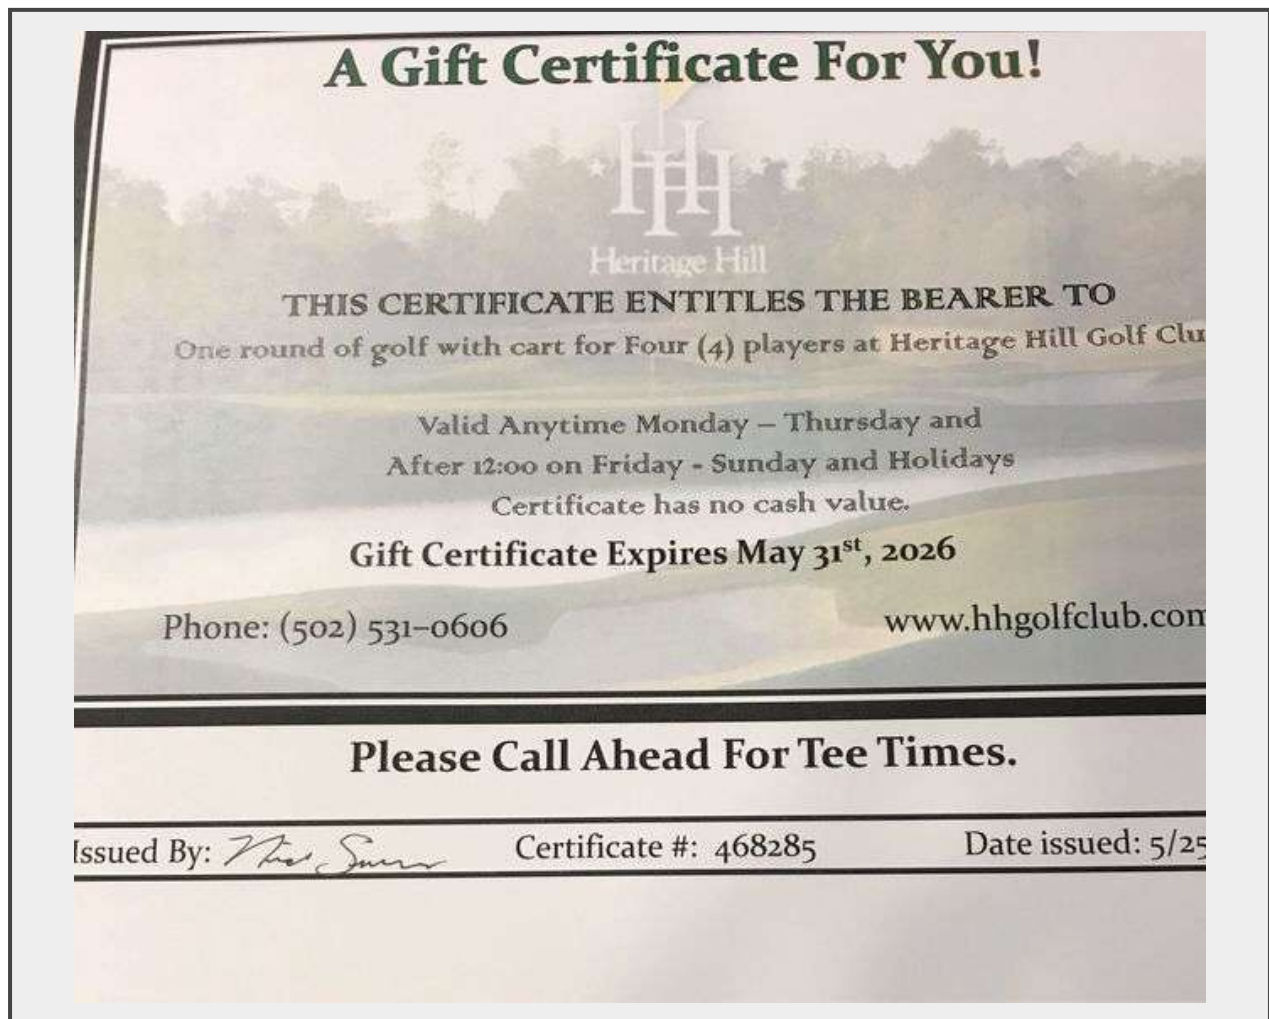 A Gift Certificate For You!
HH
Heritage Hill
THIS CERTIFICATE ENTITLES THE BEARER TO
One round of golf with cart for Four (4) players at Heritage Hill Golf Clu
Valid Anytime Monday – Thursday and
After 12:00 on Friday - Sunday and Holidays
Certificate has no cash value.
Gift Certificate Expires May 31st, 2026
Phone: (502) 531–0606 www.hhgolfclub.com
Please Call Ahead For Tee Times.
Issued By: Certificate #: 468285 Date issued: 5/25